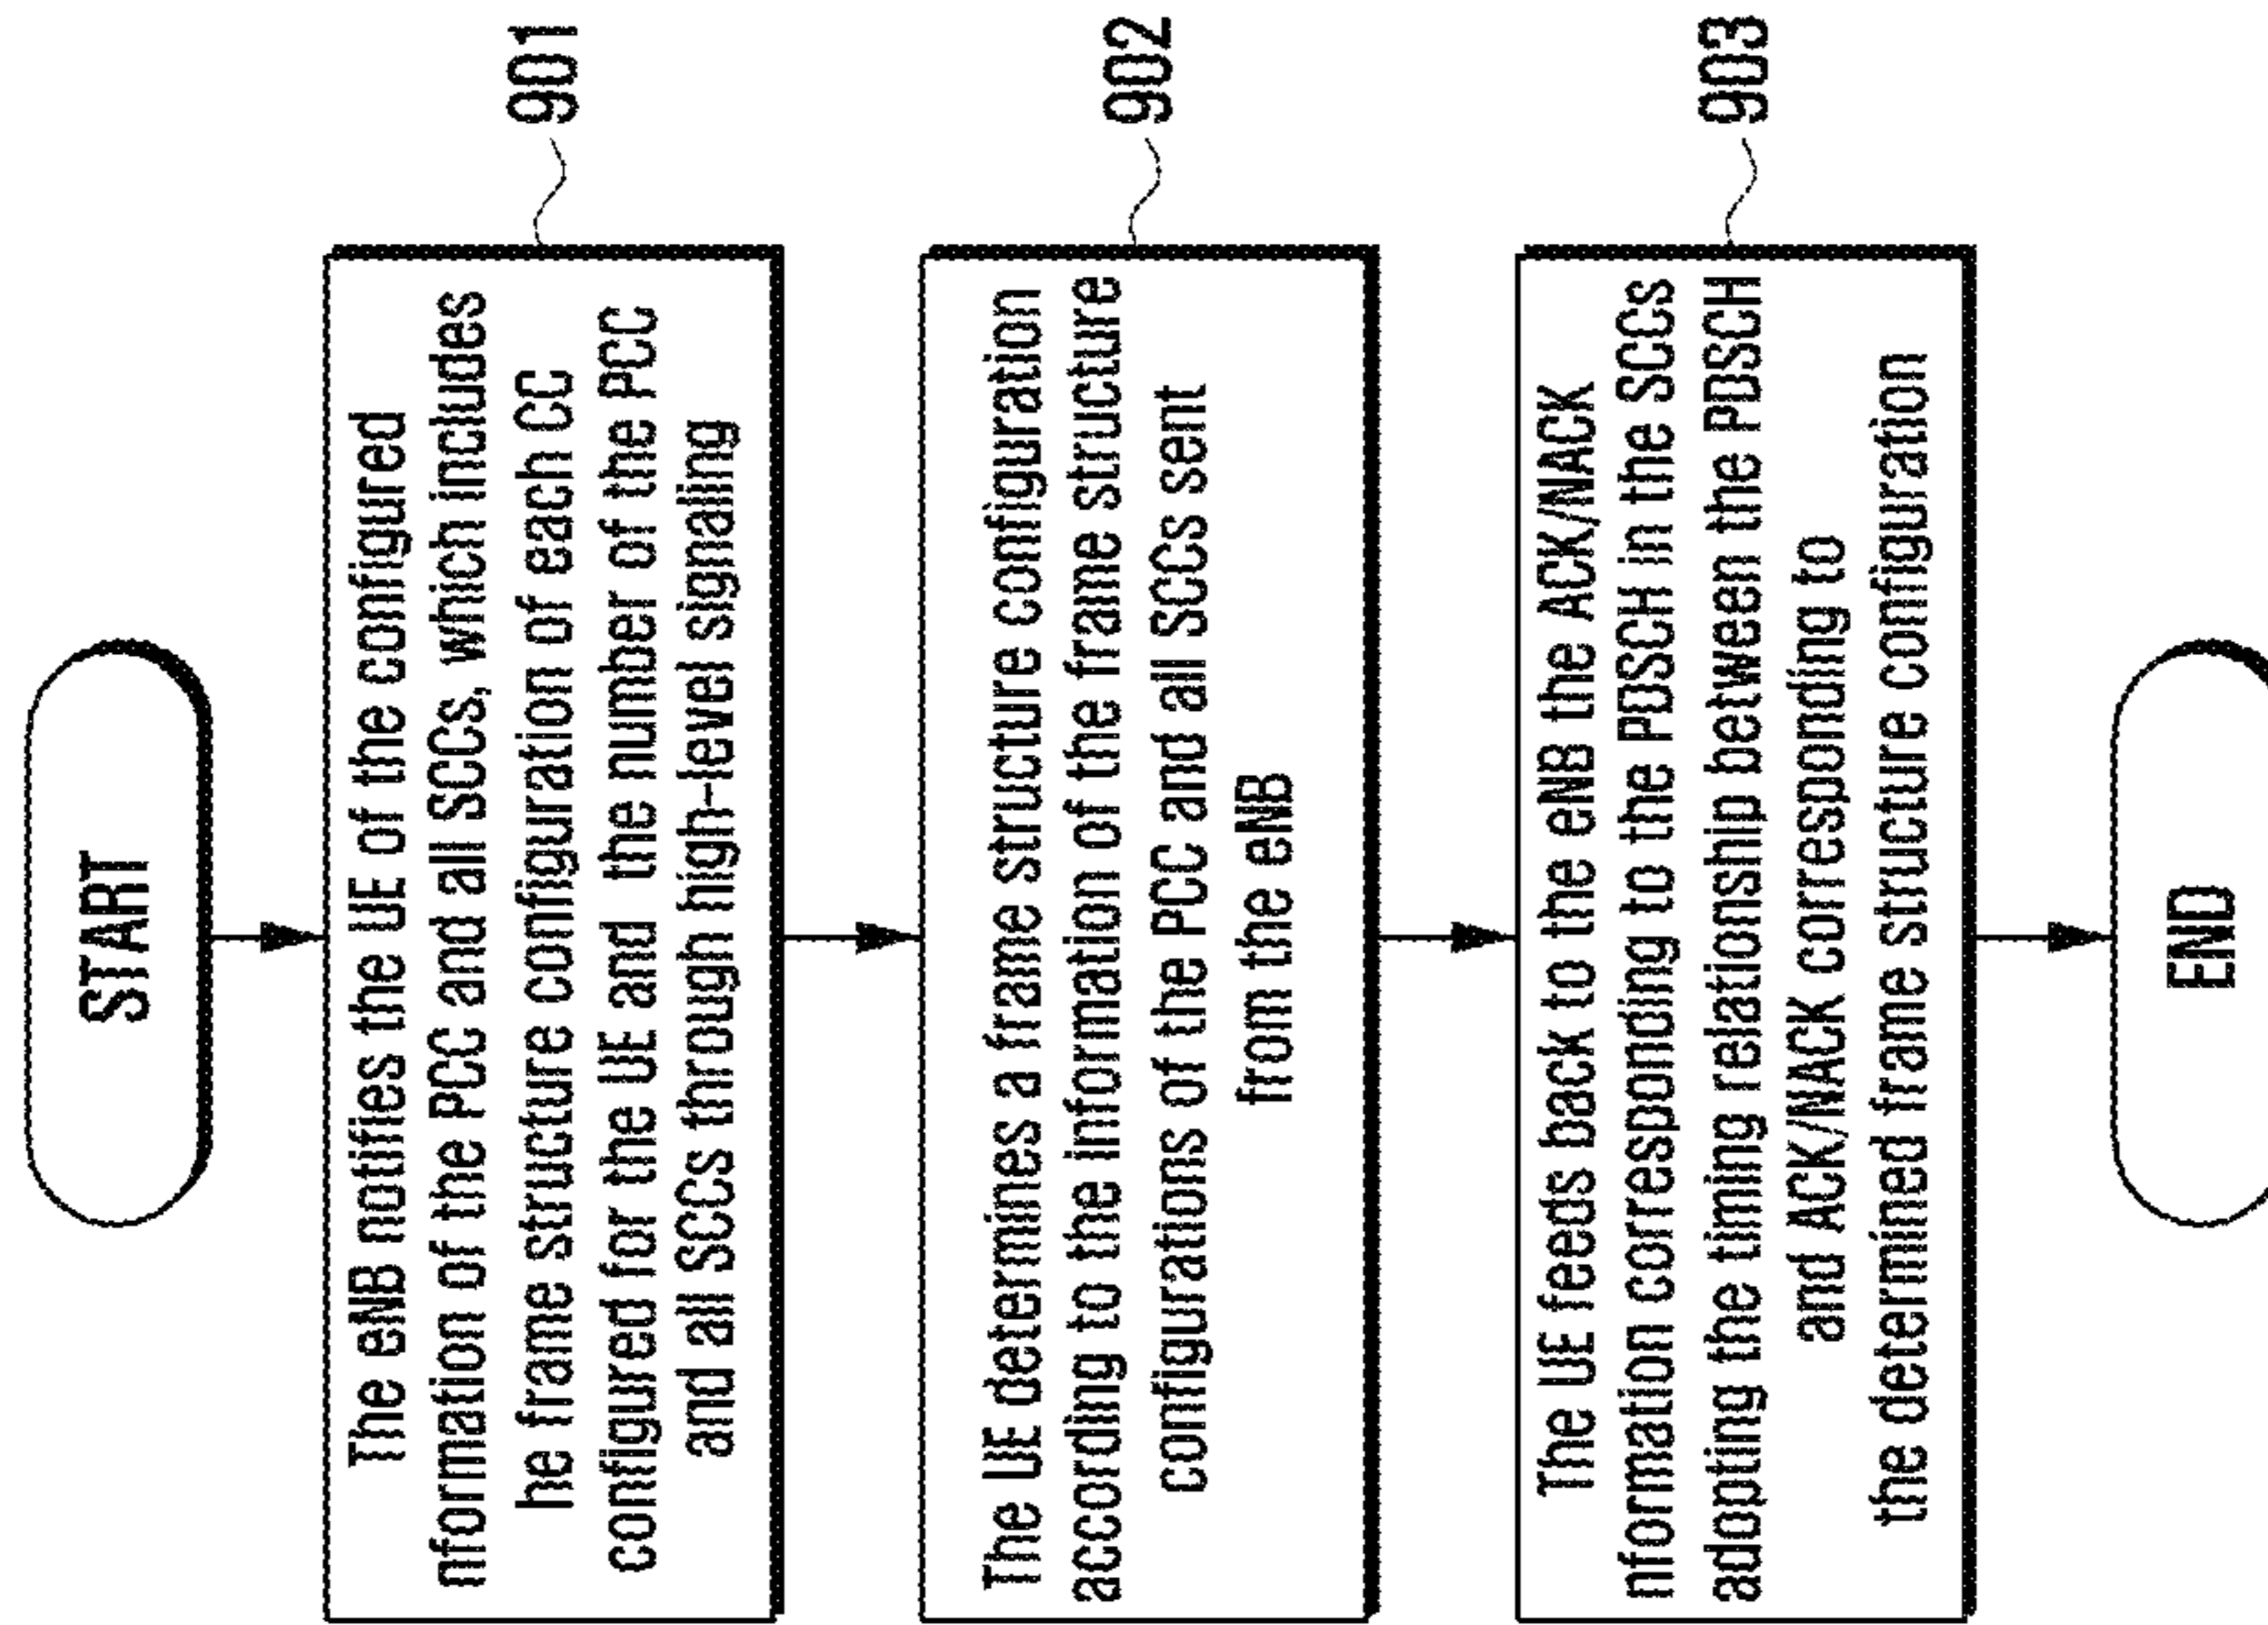 START
The eNB notifies the UE of the configured
nformation of the PCC and all SCCs, which includes
he frame structure configuration of each CC
configured for the UE and the number of the PCC
and all SCCs through high-level signaling
901
The UE determines a frame structure configuration
according to the information of the frame structure
configurations of the PCC and all SCCs sent
from the eNB
902
The UE feeds back to the eNB the ACK/NACK
nformation corresponding to the PDSCH in the SCCs
adopting the timing relationship between the PDSCH
and ACK/NACK corresponding to
the determined frame structure configuration
903
END